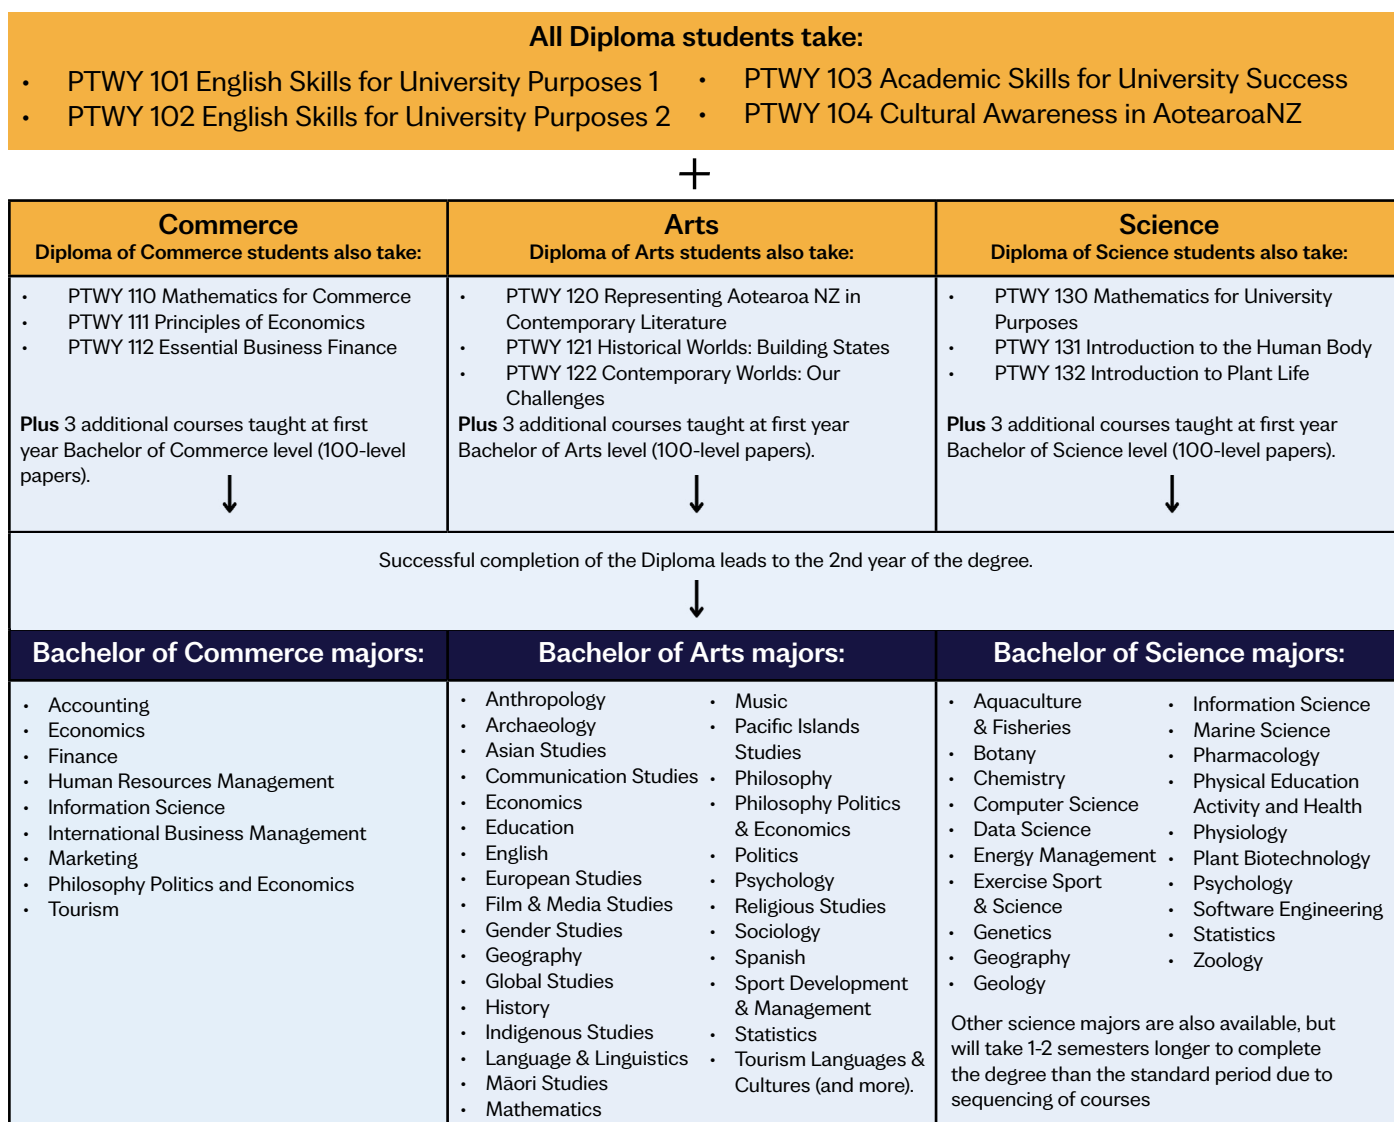 All Diploma students take:
• PTWY 101 English Skills for University Purposes 1
• PTWY 102 English Skills for University Purposes 2
• PTWY 103 Academic Skills for University Success
• PTWY 104 Cultural Awareness in AotearoaNZ
+
Commerce
Diploma of Commerce students also take:
• PTWY 110 Mathematics for Commerce
• PTWY 111 Principles of Economics
• PTWY 112 Essential Business Finance
Plus 3 additional courses taught at first
year Bachelor of Commerce level (100-level
papers).
Arts
Diploma of Arts students also take:
• PTWY 120 Representing Aotearoa NZ in
Contemporary Literature
• PTWY 121 Historical Worlds: Building States
• PTWY 122 Contemporary Worlds: Our
Challenges
Plus 3 additional courses taught at first year
Bachelor of Arts level (100-level papers).
Science
Diploma of Science students also take:
• PTWY 130 Mathematics for University
Purposes
• PTWY 131 Introduction to the Human Body
• PTWY 132 Introduction to Plant Life
Plus 3 additional courses taught at first year
Bachelor of Science level (100-level papers).
Successful completion of the Diploma leads to the 2nd year of the degree.
Bachelor of Commerce majors:
• Accounting
• Economics
• Finance
• Human Resources Management
• Information Science
• International Business Management
• Marketing
• Philosophy Politics and Economics
• Tourism
Bachelor of Arts majors:
• Anthropology
• Archaeology
• Asian Studies
• Communication Studies
• Economics
• Education
• English
• European Studies
• Film & Media Studies
• Gender Studies
• Geography
• Global Studies
• History
• Indigenous Studies
• Language & Linguistics
• Māori Studies
• Mathematics
• Music
• Pacific Islands
Studies
• Philosophy
• Philosophy Politics
& Economics
• Politics
• Psychology
• Religious Studies
• Sociology
• Spanish
• Sport Development
& Management
• Statistics
• Tourism Languages &
Cultures (and more).
Bachelor of Science majors:
• Aquaculture
& Fisheries
• Botany
• Chemistry
• Computer Science
• Data Science
• Energy Management
• Exercise Sport
& Science
• Genetics
• Geography
• Geology
• Information Science
• Marine Science
• Pharmacology
• Physical Education
Activity and Health
• Physiology
• Plant Biotechnology
• Psychology
• Software Engineering
• Statistics
• Zoology
Other science majors are also available, but
will take 1-2 semesters longer to complete
the degree than the standard period due to
sequencing of courses